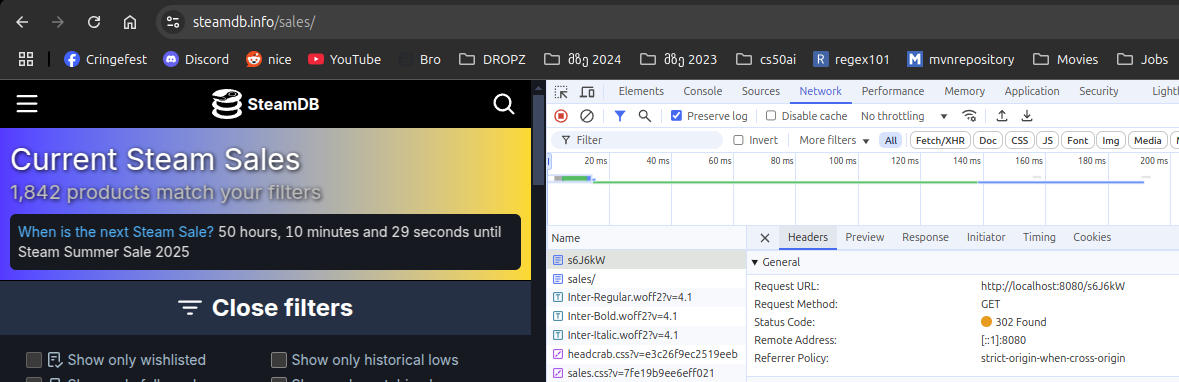 steamdb.info/sales/
Cringefest Discord nice YouTube Bro DROPZ მზე 2024 მზე 2023 cs50ai regex101 mvnrepository Movies Jobs
SteamDB
Current Steam Sales
1,842 products match your filters
When is the next Steam Sale? 50 hours, 10 minutes and 29 seconds until
Steam Summer Sale 2025
Close filters
Show only wishlisted Show only historical lows
Elements Console Sources Network Performance Memory Application Security
Preserve log Disable cache No throttling
Filter Invert More filters All Fetch/XHR Doc CSS JS Font Img Media
20 ms 40 ms 60 ms 80 ms 100 ms 120 ms 140 ms 160 ms 180 ms 200 ms
Name
s6J6kW
sales/
Inter-Regular.woff2?v=4.1
Inter-Bold.woff2?v=4.1
Inter-Italic.woff2?v=4.1
headcrab.css?v=e3c26f9ec2519eeb
sales.css?v=7fe19b9ee6eff021
Headers Preview Response Initiator Timing Cookies
General
Request URL: http://localhost:8080/s6J6kW
Request Method: GET
Status Code: 302 Found
Remote Address: [::1]:8080
Referrer Policy: strict-origin-when-cross-origin